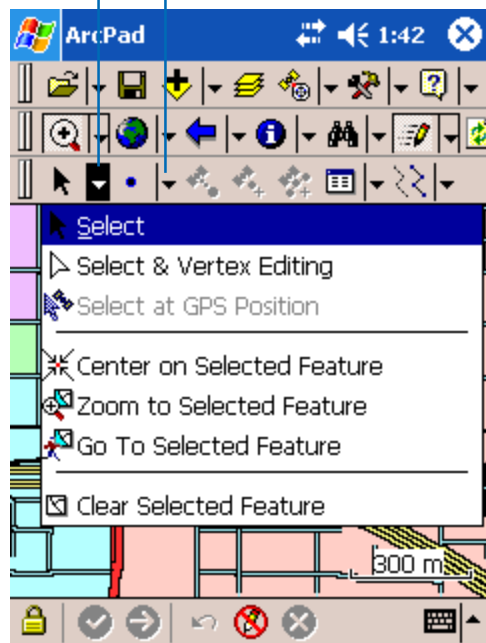 ArcPad 1:42
Select
Select & Vertex Editing
Select at GPS Position
Center on Selected Feature
Zoom to Selected Feature
Go To Selected Feature
Clear Selected Feature
300 m